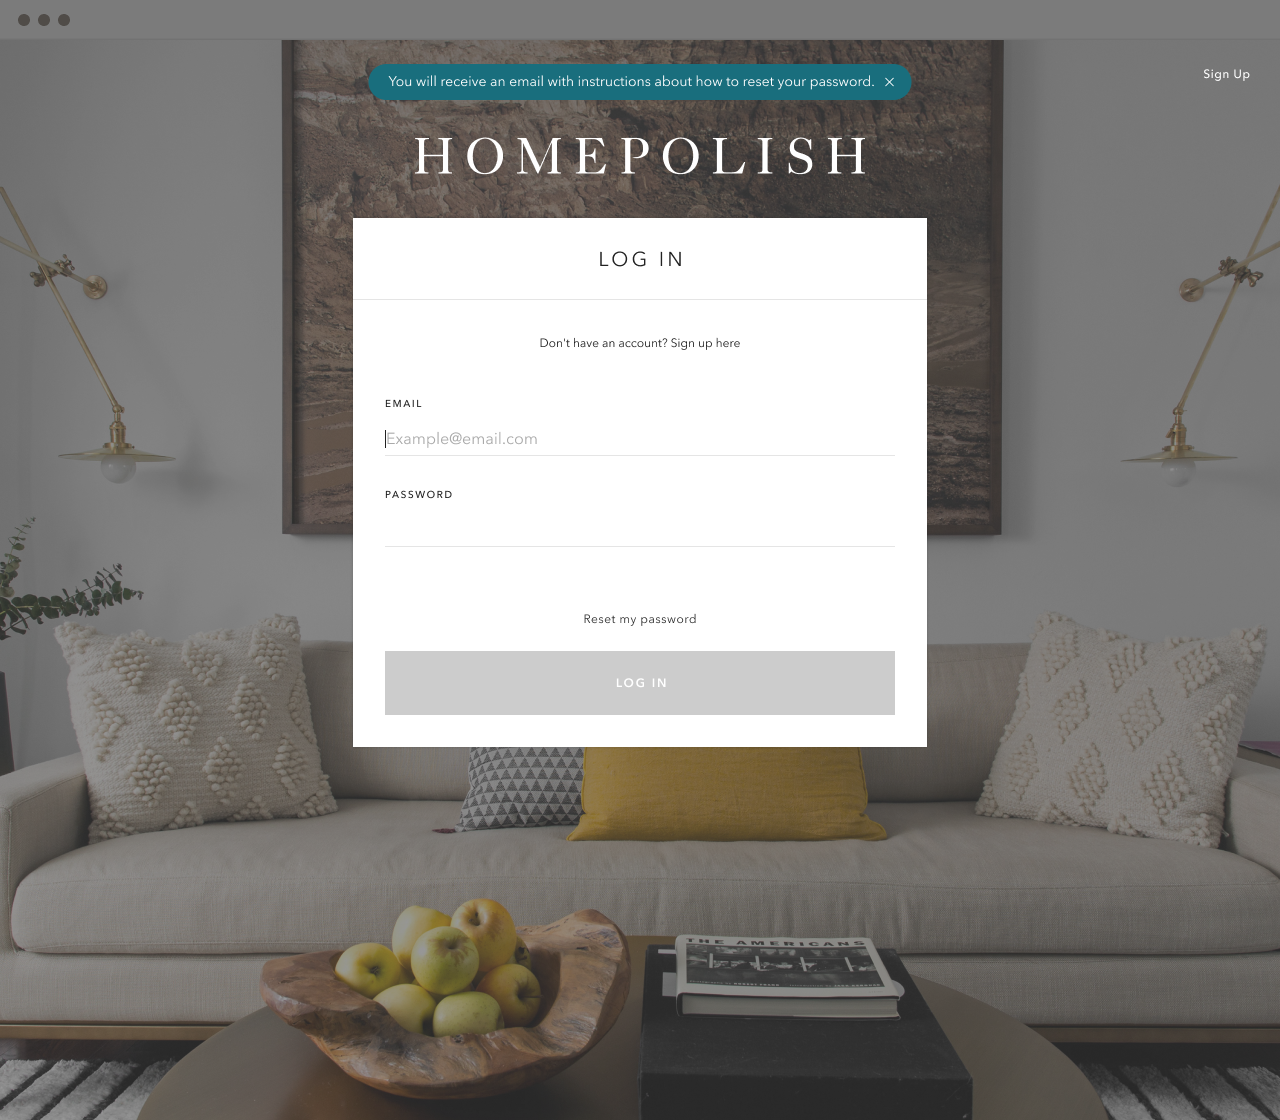 You will receive an email with instructions about how to reset your password. ×
Sign Up
HOMEPOLISH
LOG IN
Don't have an account? Sign up here
EMAIL
Example@email.com
PASSWORD
Reset my password
LOG IN
THE AMERICANS